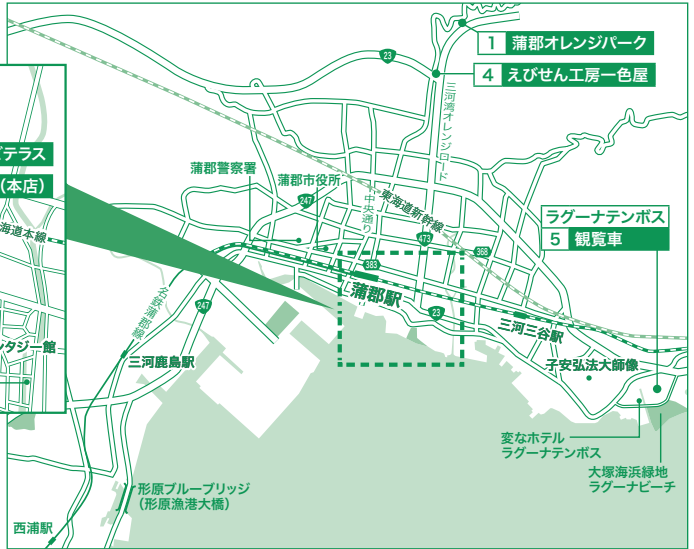 1 蒲郡オレンジパーク
23
4 えびせん工房一色屋
三河湾オレンジロード
テラス
(本店)
蒲郡警察署
蒲郡市役所
247
中央通り
東海道新幹線
ラグーナテンボス
5 観覧車
海道本線
473
368
383
蒲郡駅
名鉄蒲郡線
247
23
三河三谷駅
タジー館
三河鹿島駅
子安弘法大師像
変なホテル
ラグーナテンボス
大塚海浜緑地
ラグーナビーチ
形原ブルーブリッジ
(形原漁港大橋)
西浦駅